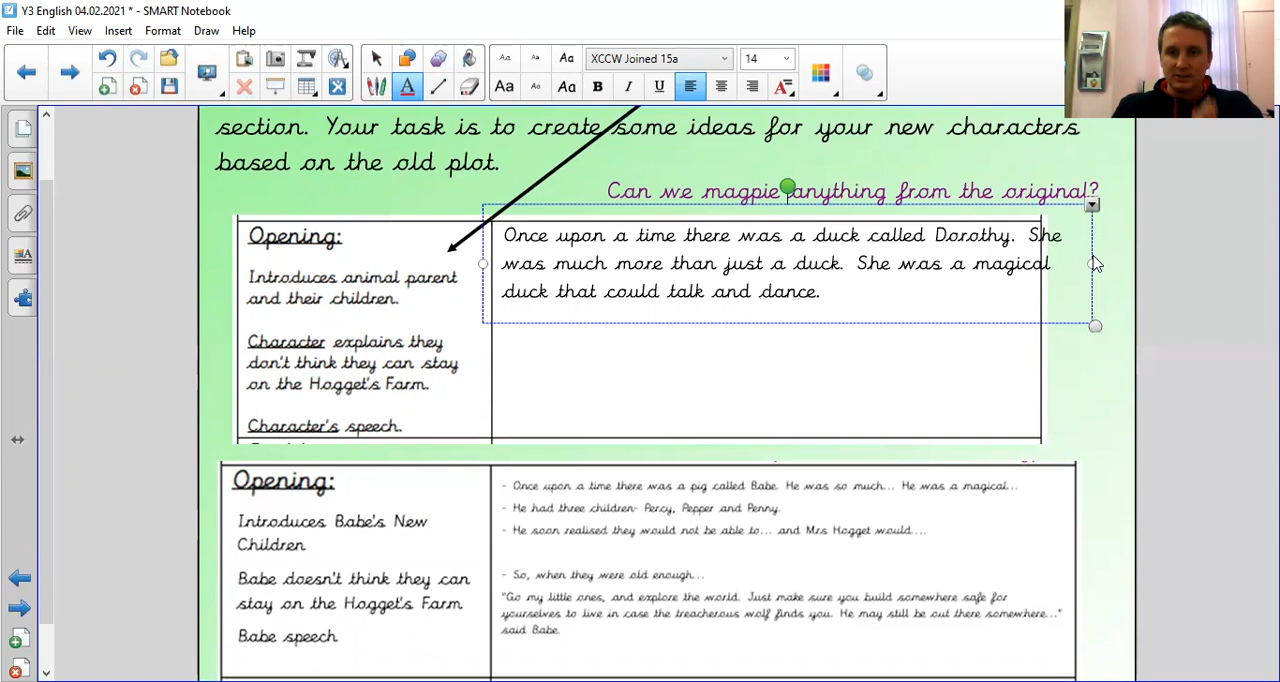 Y3 English 04.02.2021 * - SMART Notebook
File Edit View Insert Format Draw Help
XCCW Joined 15a 14
section. Your task is to create some ideas for your new characters
based on the old plot.
Can we magpie anything from the original?
Opening:
Introduces animal parent
and their children.
Character explains they
don't think they can stay
on the Hogget's Farm.
Character's speech.
Once upon a time there was a duck called Dorothy. She
was much more than just a duck. She was a magical
duck that could talk and dance.
Opening:
Introduces Babe's New
Children
Babe doesn't think they can
stay on the Hogget's Farm
Babe speech
- Once upon a time there was a pig called Babe. He was so much... He was a magical...
- He had three children- Percy, Pepper and Penny.
- He soon realised they would not be able to... and Mrs Hogget would....
- So, when they were old enough...
"Go my little ones, and explore the world. Just make sure you build somewhere safe for
yourselves to live in case the treacherous wolf finds you. He may still be out there somewhere..."
said Babe.